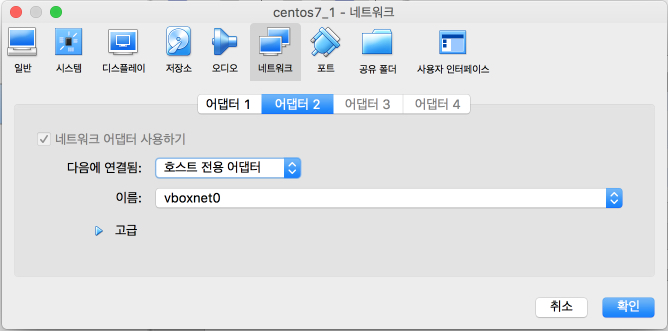 centos7_1 - 네트워크
일반 시스템 디스플레이 저장소 오디오 네트워크 포트 공유 폴더 사용자 인터페이스
어댑터 1 어댑터 2 어댑터 3 어댑터 4
네트워크 어댑터 사용하기
다음에 연결됨: 호스트 전용 어댑터
이름: vboxnet0
고급
취소 확인